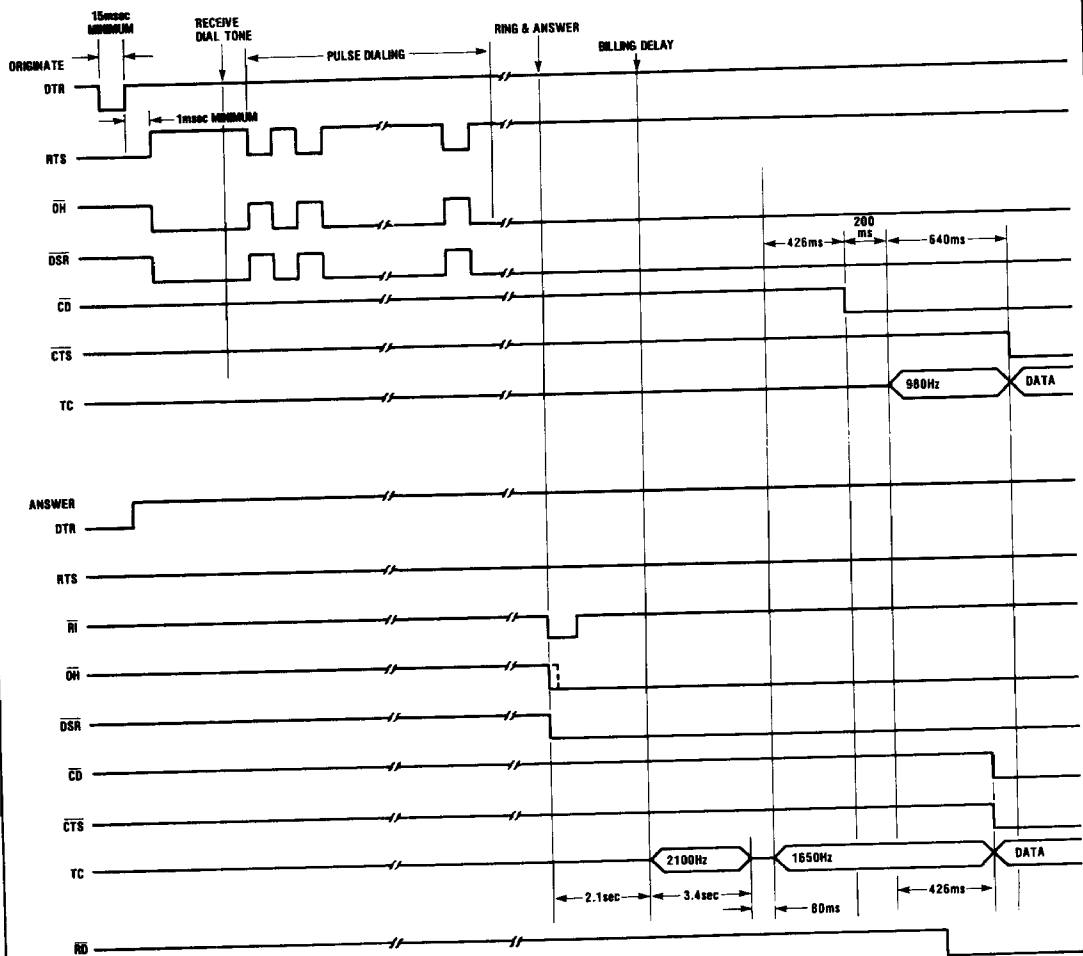 15msec
MINIMUM
RECEIVE
DIAL TONE
PULSE DIALING
RING & ANSWER
BILLING DELAY
ORIGINATE
DTR
1msec MINIMUM
RTS
OH
200
ms
426ms
640ms
DSR
CD
CTS
980Hz
DATA
TC
ANSWER
DTR
RTS
RI
OH
DSR
CD
CTS
2100Hz
1650Hz
DATA
TC
2.1sec
3.4sec
80ms
426ms
RD